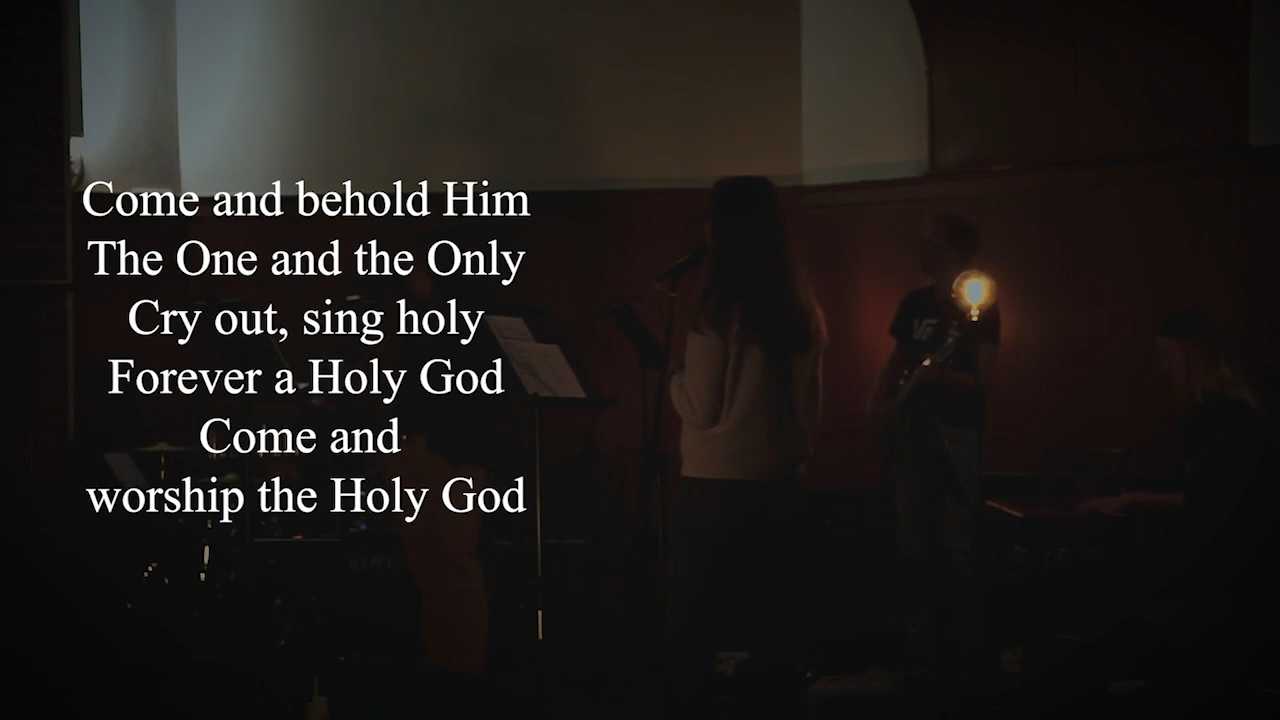 Come and behold Him
The One and the Only
Cry out, sing holy
Forever a Holy God
Come and
worship the Holy God